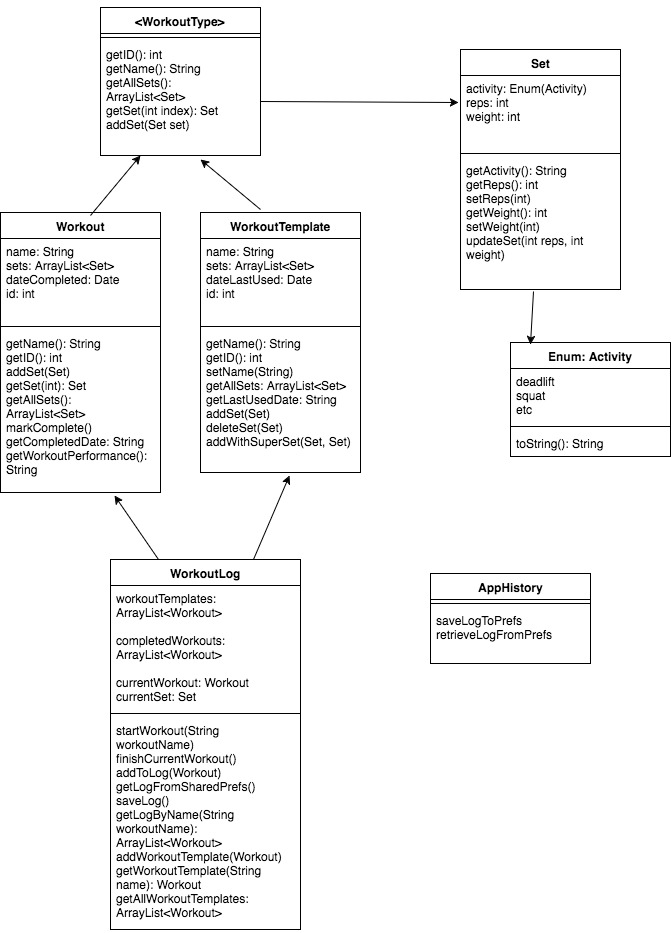 <WorkoutType>
getID(): int
getName(): String
getAllSets():
ArrayList<Set>
getSet(int index): Set
addSet(Set set)
Set
activity: Enum(Activity)
reps: int
weight: int
getActivity(): String
getReps(): int
setReps(int)
getWeight(): int
setWeight(int)
updateSet(int reps, int
weight)
Workout
name: String
sets: ArrayList<Set>
dateCompleted: Date
id: int
getName(): String
getID(): int
addSet(Set)
getSet(int): Set
getAllSets():
ArrayList<Set>
markComplete()
getCompletedDate: String
getWorkoutPerformance():
String
WorkoutTemplate
name: String
sets: ArrayList<Set>
dateLastUsed: Date
id: int
getName(): String
getID(): int
setName(String)
getAllSets: ArrayList<Set>
getLastUsedDate: String
addSet(Set)
deleteSet(Set)
addWithSuperSet(Set, Set)
Enum: Activity
deadlift
squat
etc
toString(): String
WorkoutLog
workoutTemplates:
ArrayList<Workout>
completedWorkouts:
ArrayList<Workout>
currentWorkout: Workout
currentSet: Set
startWorkout(String
workoutName)
finishCurrentWorkout()
addToLog(Workout)
getLogFromSharedPrefs()
saveLog()
getLogByName(String
workoutName):
ArrayList<Workout>
addWorkoutTemplate(Workout)
getWorkoutTemplate(String
name): Workout
getAllWorkoutTemplates:
ArrayList<Workout>
AppHistory
saveLogToPrefs
retrieveLogFromPrefs